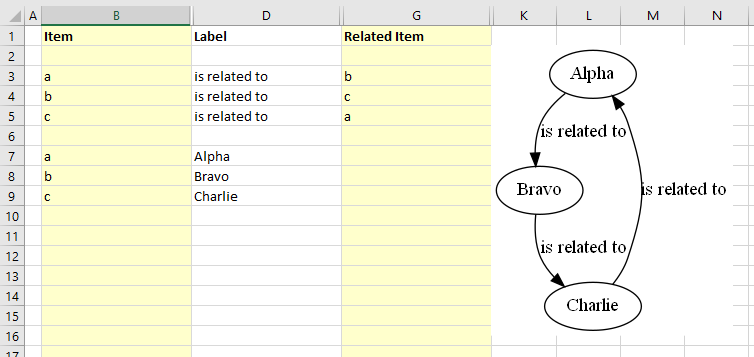 A B D G K L M N
1 Item Label Related Item
2
3 a is related to b
4 b is related to c
5 c is related to a
6
7 a Alpha
8 b Bravo
9 c Charlie
10
11
12
13
14
15
16
17
Alpha
is related to
Bravo
is related to
is related to
Charlie